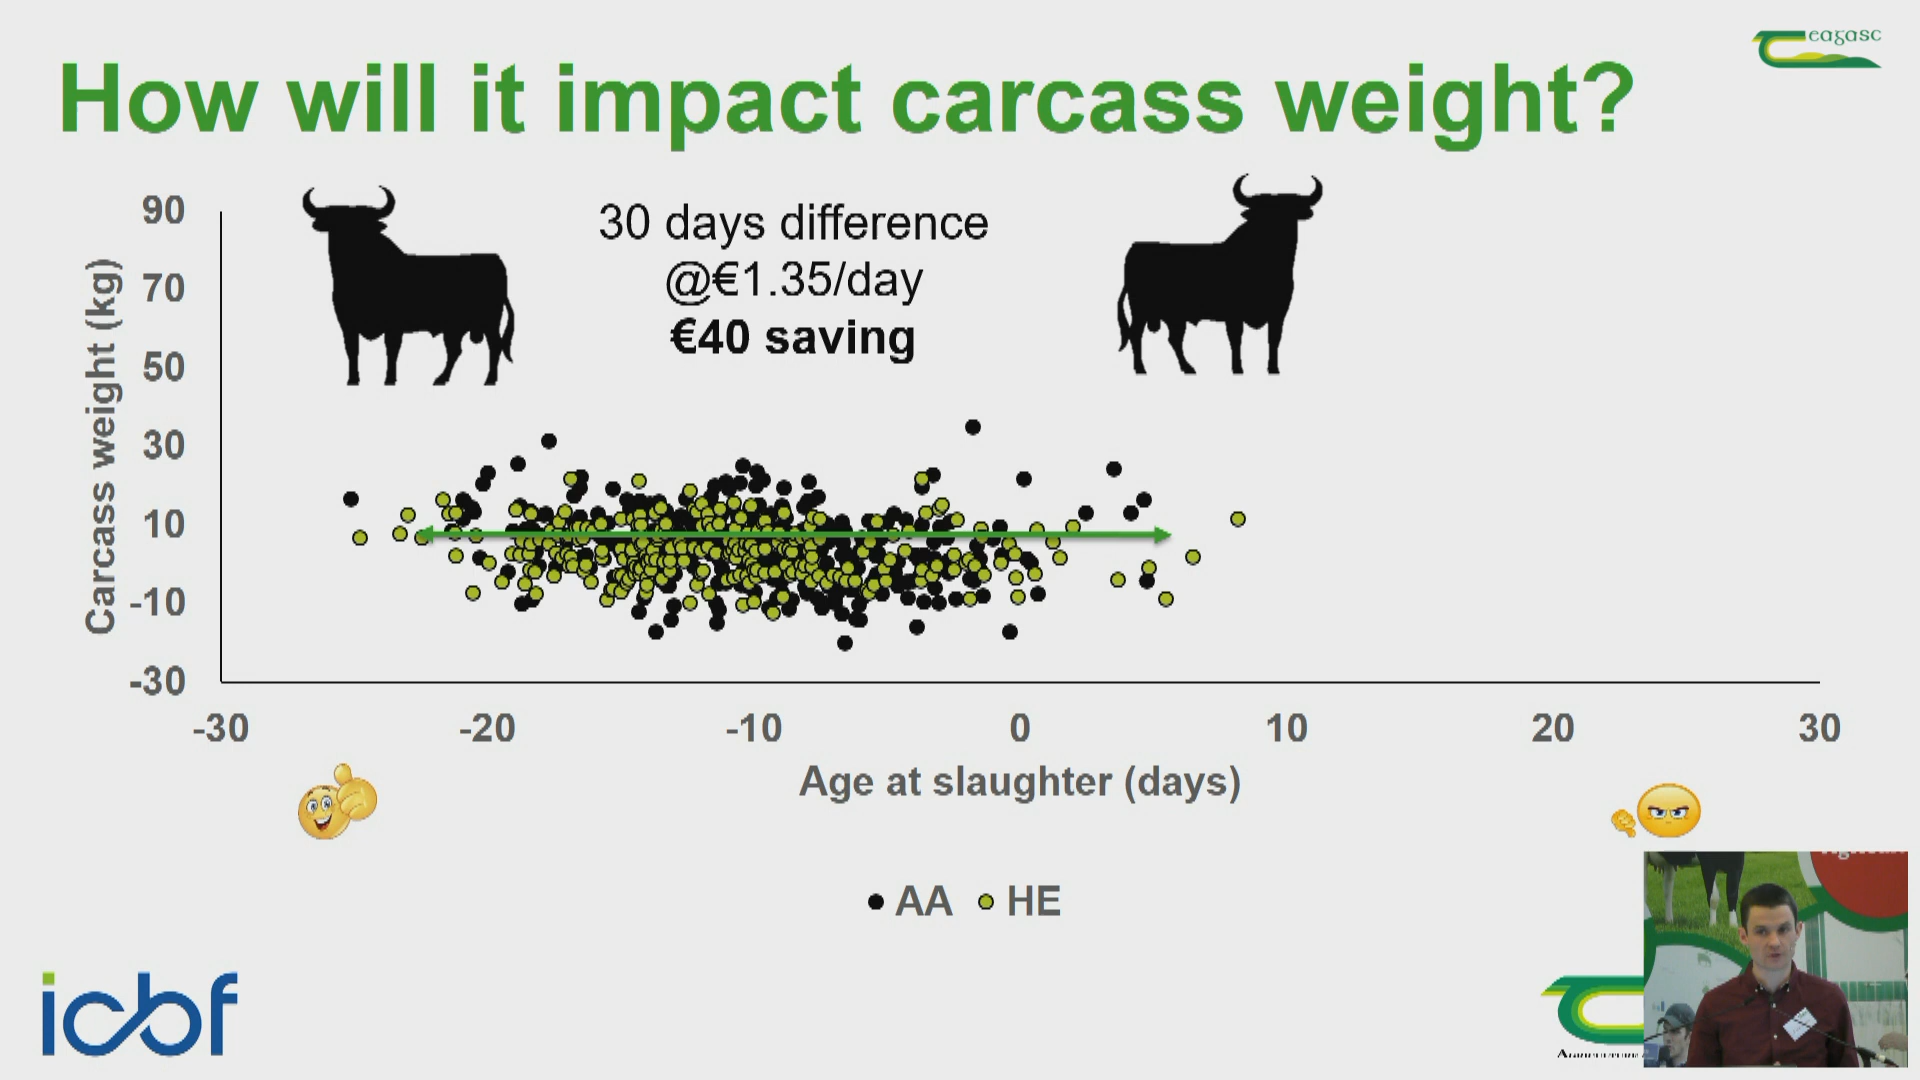 eagasc
How will it impact carcass weight?
30 days difference
@€1.35/day
€40 saving
Carcass weight (kg)
90
70
50
30
10
-10
-30
-30 -20 -10 0 10 20 30
Age at slaughter (days)
AA HE
icbf